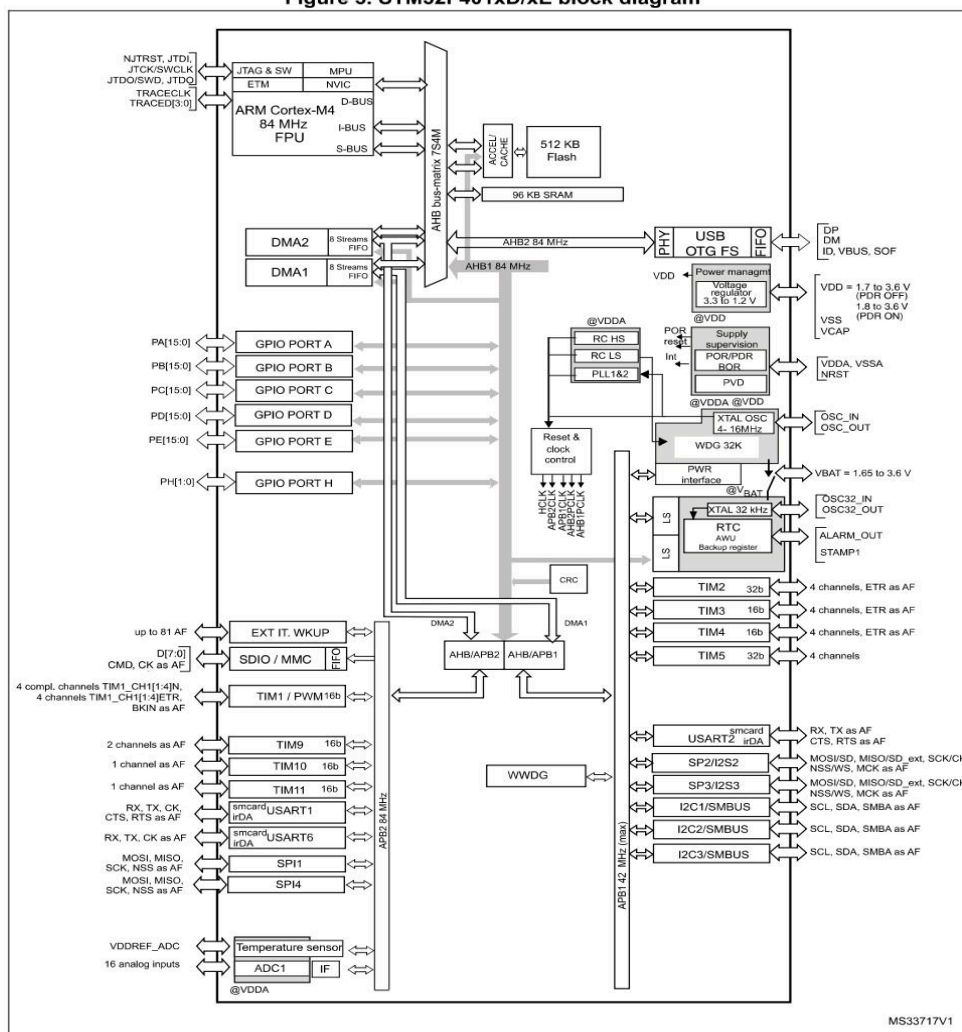 Figure 3. STM32F401xD/xE block diagram
NJTRST, JTDI,
JTCK/SWCLK
JTDO/SWD, JTDO
TRACECLK
TRACED[3:0]
JTAG & SW
MPU
ETM
NVIC
D-BUS
ARM Cortex-M4
84 MHz
FPU
I-BUS
S-BUS
AHB bus-matrix 7S4M
ACCEL/
CACHE
512 KB
Flash
96 KB SRAM
DMA2
8 Streams
FIFO
DMA1
8 Streams
FIFO
AHB2 84 MHz
AHB1 84 MHz
PHY
USB
OTG FS
FIFO
DP
DM
ID, VBUS, SOF
VDD
Power managmt
Voltage
regulator
3.3 to 1.2 V
@VDD
VDD = 1.7 to 3.6 V
(PDR OFF)
1.8 to 3.6 V
(PDR ON)
VSS
VCAP
@VDDA
RC HS
RC LS
PLL1&2
POR
reset
Int
Supply
supervision
POR/PDR
BOR
PVD
VDDA, VSSA
NRST
@VDDA @VDD
XTAL OSC
4- 16MHz
WDG 32K
OSC_IN
OSC_OUT
PA[15:0]
GPIO PORT A
PB[15:0]
GPIO PORT B
PC[15:0]
GPIO PORT C
PD[15:0]
GPIO PORT D
PE[15:0]
GPIO PORT E
PH[1:0]
GPIO PORT H
Reset &
clock
control
HCLK
APB2CLK
APB1CLK
AHB2PCLK
AHB1PCLK
PWR
interface
VBAT = 1.65 to 3.6 V
@VBAT
LS
LS
XTAL 32 kHz
RTC
AWU
Backup register
OSC32_IN
OSC32_OUT
ALARM_OUT
STAMP1
CRC
DMA2
DMA1
AHB/APB2
AHB/APB1
TIM2 32b
4 channels, ETR as AF
TIM3 16b
4 channels, ETR as AF
TIM4 16b
4 channels, ETR as AF
TIM5 32b
4 channels
up to 81 AF
EXT IT. WKUP
D[7:0]
CMD, CK as AF
SDIO / MMC
FIFO
4 compl. channels TIM1_CH1[1:4]N,
4 channels TIM1_CH1[1:4]ETR,
BKIN as AF
TIM1 / PWM 16b
2 channels as AF
TIM9 16b
1 channel as AF
TIM10 16b
1 channel as AF
TIM11 16b
RX, TX, CK,
CTS, RTS as AF
smcard
irDA
USART1
RX, TX, CK as AF
smcard
irDA
USART6
MOSI, MISO,
SCK, NSS as AF
SPI1
MOSI, MISO,
SCK, NSS as AF
SPI4
APB2 84 MHz
WWDG
APB1 42 MHz (max)
USART2
smcard
irDA
RX, TX as AF
CTS, RTS as AF
SP2/I2S2
MOSI/SD, MISO/SD_ext, SCK/CK
NSS/WS, MCK as AF
SP3/I2S3
MOSI/SD, MISO/SD_ext, SCK/CK
NSS/WS, MCK as AF
I2C1/SMBUS
SCL, SDA, SMBA as AF
I2C2/SMBUS
SCL, SDA, SMBA as AF
I2C3/SMBUS
SCL, SDA, SMBA as AF
VDDREF_ADC
Temperature sensor
16 analog inputs
ADC1
IF
@VDDA
MS33717V1